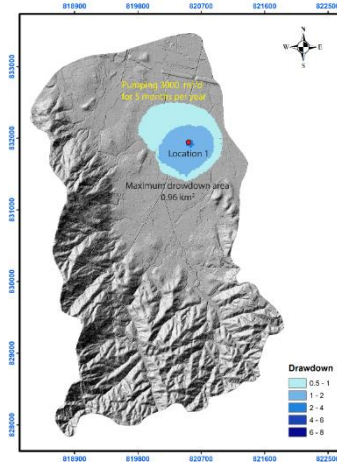 818900 819800 820700 821600 822500
N
W E
S
833000
Pumping 3000 m³/d
for 5 months per year
832000
Location 1
Maximum drowdown area
0.96 km²
831000
830000
829000
828000
Drawdown
0.5 - 1
1 - 2
2 - 4
4 - 6
6 - 8
818900 819800 820700 821600 822500